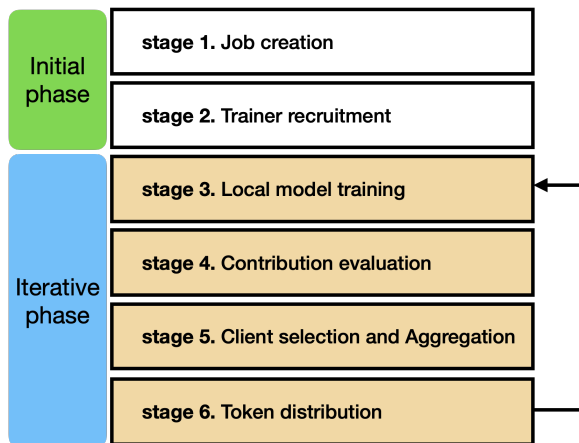 Initial
phase
stage 1. Job creation
stage 2. Trainer recruitment
Iterative
phase
stage 3. Local model training
stage 4. Contribution evaluation
stage 5. Client selection and Aggregation
stage 6. Token distribution